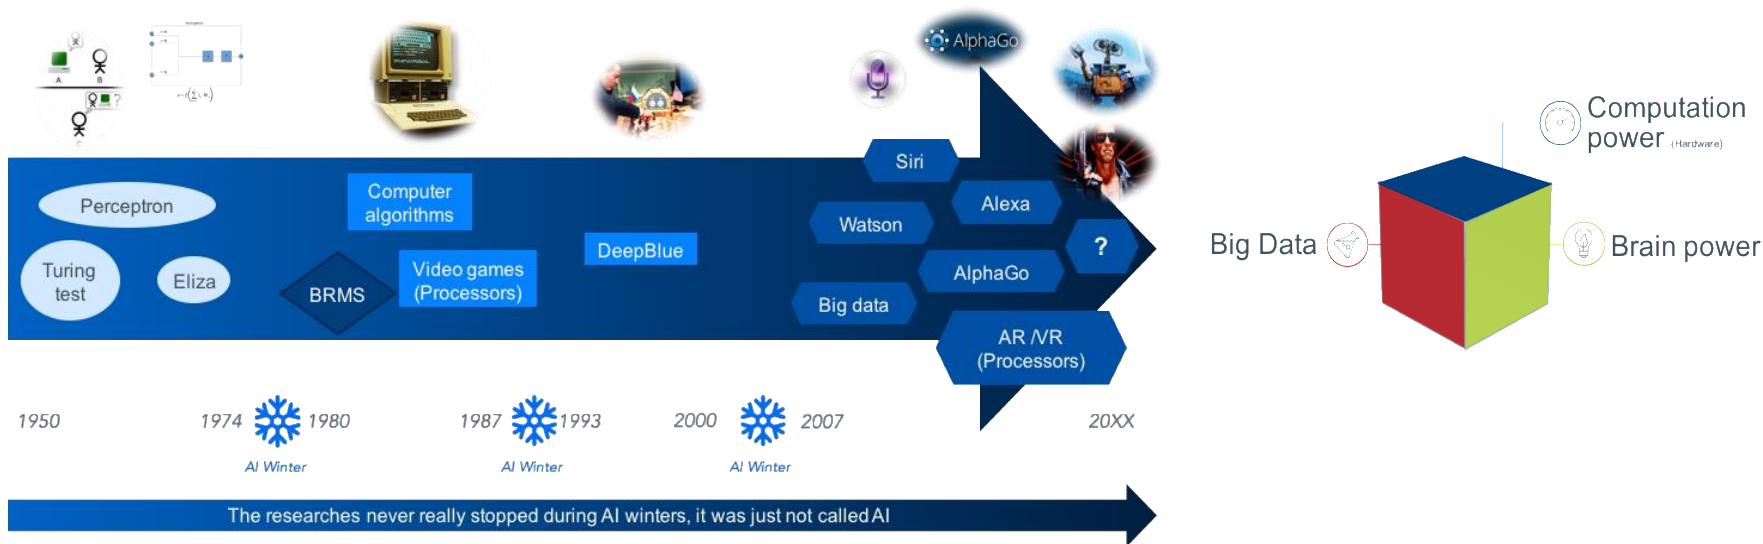 A
B
?
C
Perceptron
AlphaGo
Perceptron
Turing
test
Eliza
Computer
algorithms
BRMS
Video games
(Processors)
DeepBlue
Siri
Watson
Alexa
?
AlphaGo
Big data
AR /VR
(Processors)
1950
1974
1980
1987
1993
2000
2007
20XX
AI Winter
AI Winter
AI Winter
The researches never really stopped during AI winters, it was just not called AI
Computation
power (Hardware)
Big Data
Brain power